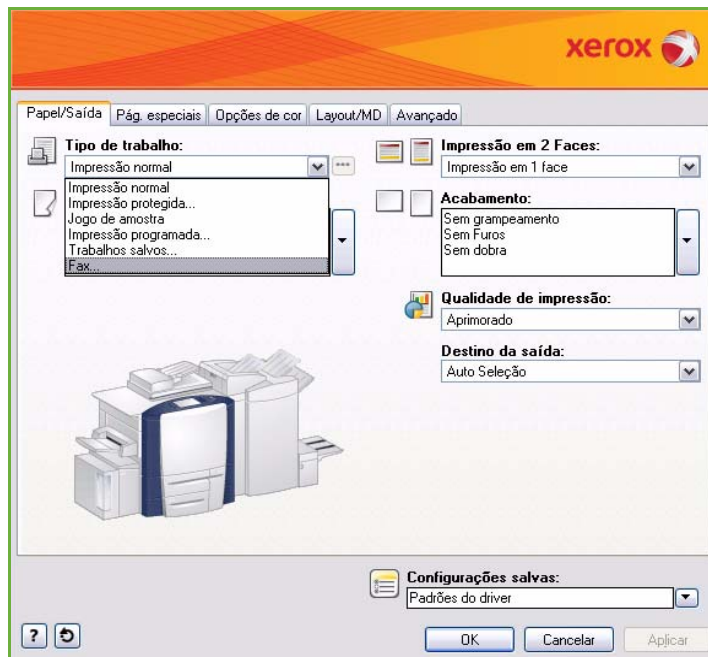 xerox
Papel/Saída
Pág. especiais
Opções de cor
Layout/MD
Avançado
Tipo de trabalho:
Impressão normal
Impressão normal
Impressão protegida...
Jogo de amostra
Impressão programada...
Trabalhos salvos...
Fax...
Impressão em 2 Faces:
Impressão em 1 face
Acabamento:
Sem grampeamento
Sem Furos
Sem dobra
Qualidade de impressão:
Aprimorado
Destino da saída:
Auto Seleção
Configurações salvas:
Padrões do driver
?
OK
Cancelar
Aplicar